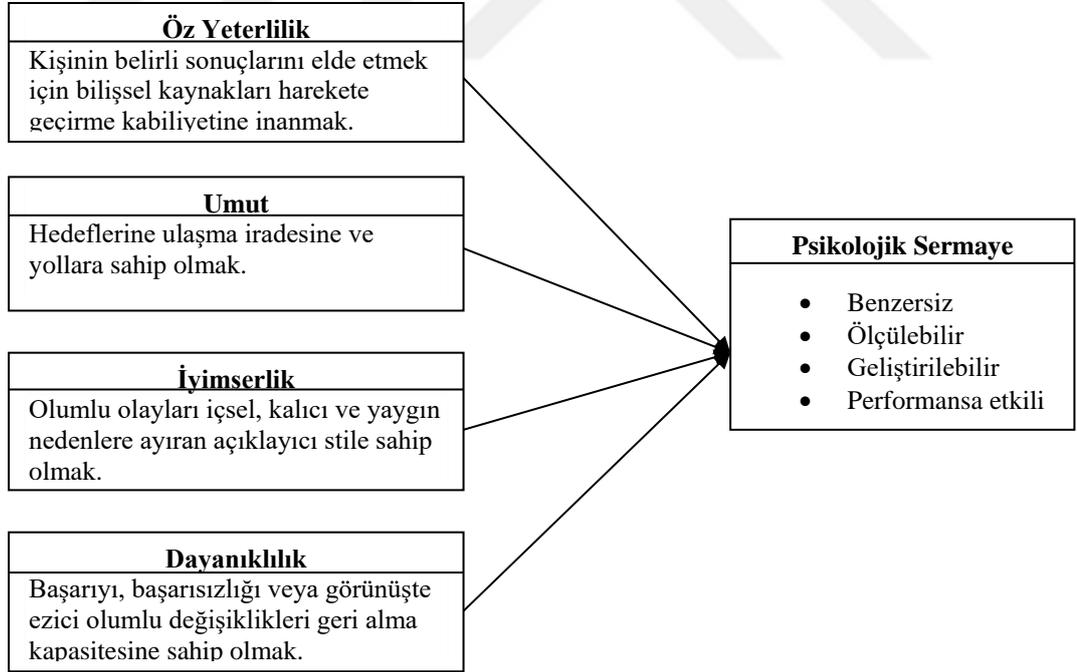 Öz Yeterlilik
Kişinin belirli sonuçlarını elde etmek
için bilişsel kaynakları harekete
geçirme kabiliyetine inanmak.
Umut
Hedeflerine ulaşma iradesine ve
yollara sahip olmak.
İyimserlik
Olumlu olayları içsel, kalıcı ve yaygın
nedenlere ayıran açıklayıcı stile sahip
olmak.
Dayanıklılık
Başarıyı, başarısızlığı veya görünüşte
ezici olumlu değişiklikleri geri alma
kapasitesine sahip olmak.
Psikolojik Sermaye
• Benzersiz
• Ölçülebilir
• Geliştirilebilir
• Performansa etkili